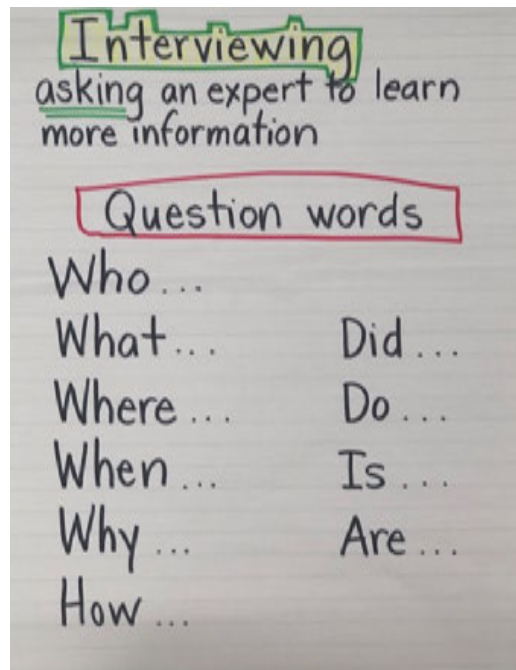 Interviewing
asking an expert to learn
more information
Question words
Who...
What... Did...
Where... Do...
When... Is...
Why... Are...
How...